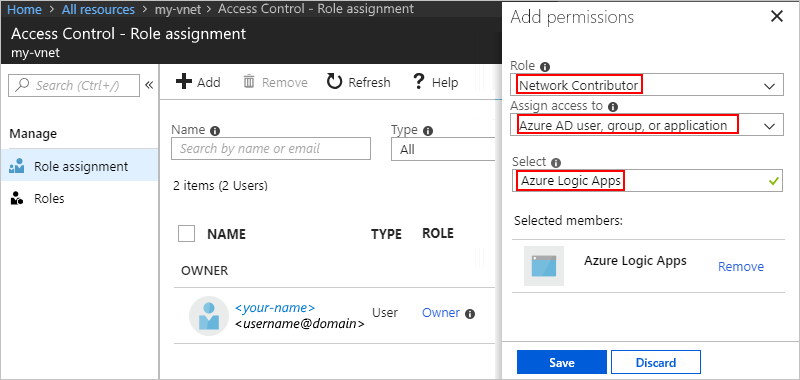 Home > All resources > my-vnet > Access Control - Role assignment
Access Control - Role assignment
my-vnet
Search (Ctrl+/)
Manage
Role assignment
Roles
Add Remove Refresh ? Help
Name Type
Search by name or email All
2 items (2 Users)
NAME TYPE ROLE
OWNER
<your-name> User Owner
<username@domain>
Add permissions
Role
Network Contributor
Assign access to
Azure AD user, group, or application
Select
Azure Logic Apps
Selected members:
Azure Logic Apps Remove
Save Discard